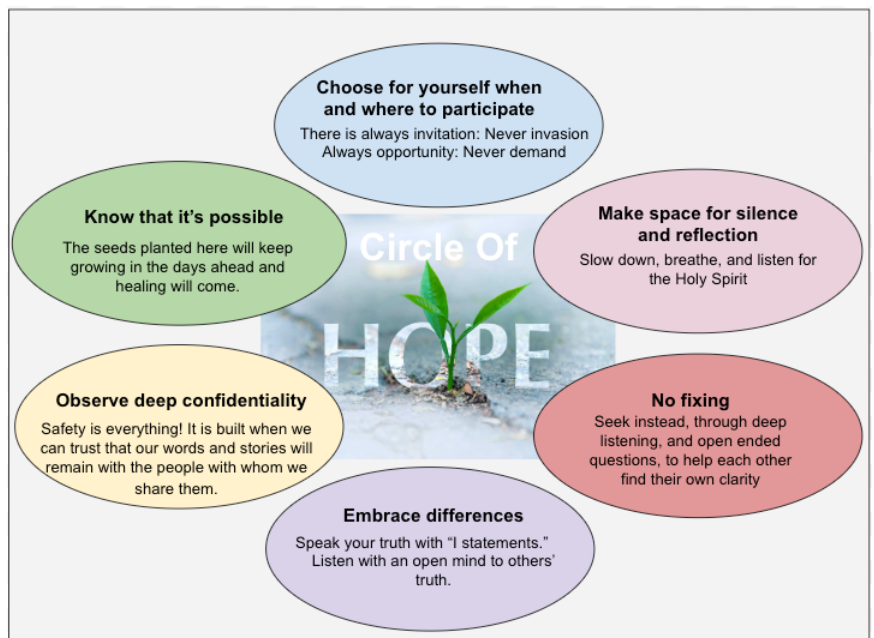 Choose for yourself when
and where to participate
There is always invitation: Never invasion
Always opportunity: Never demand
Know that it’s possible
The seeds planted here will keep
growing in the days ahead and
healing will come.
Make space for silence
and reflection
Slow down, breathe, and listen for
the Holy Spirit
Circle Of
HOPE
Observe deep confidentiality
Safety is everything! It is built when we
can trust that our words and stories will
remain with the people with whom we
share them.
No fixing
Seek instead, through deep
listening, and open ended
questions, to help each other
find their own clarity
Embrace differences
Speak your truth with “I statements.”
Listen with an open mind to others’
truth.